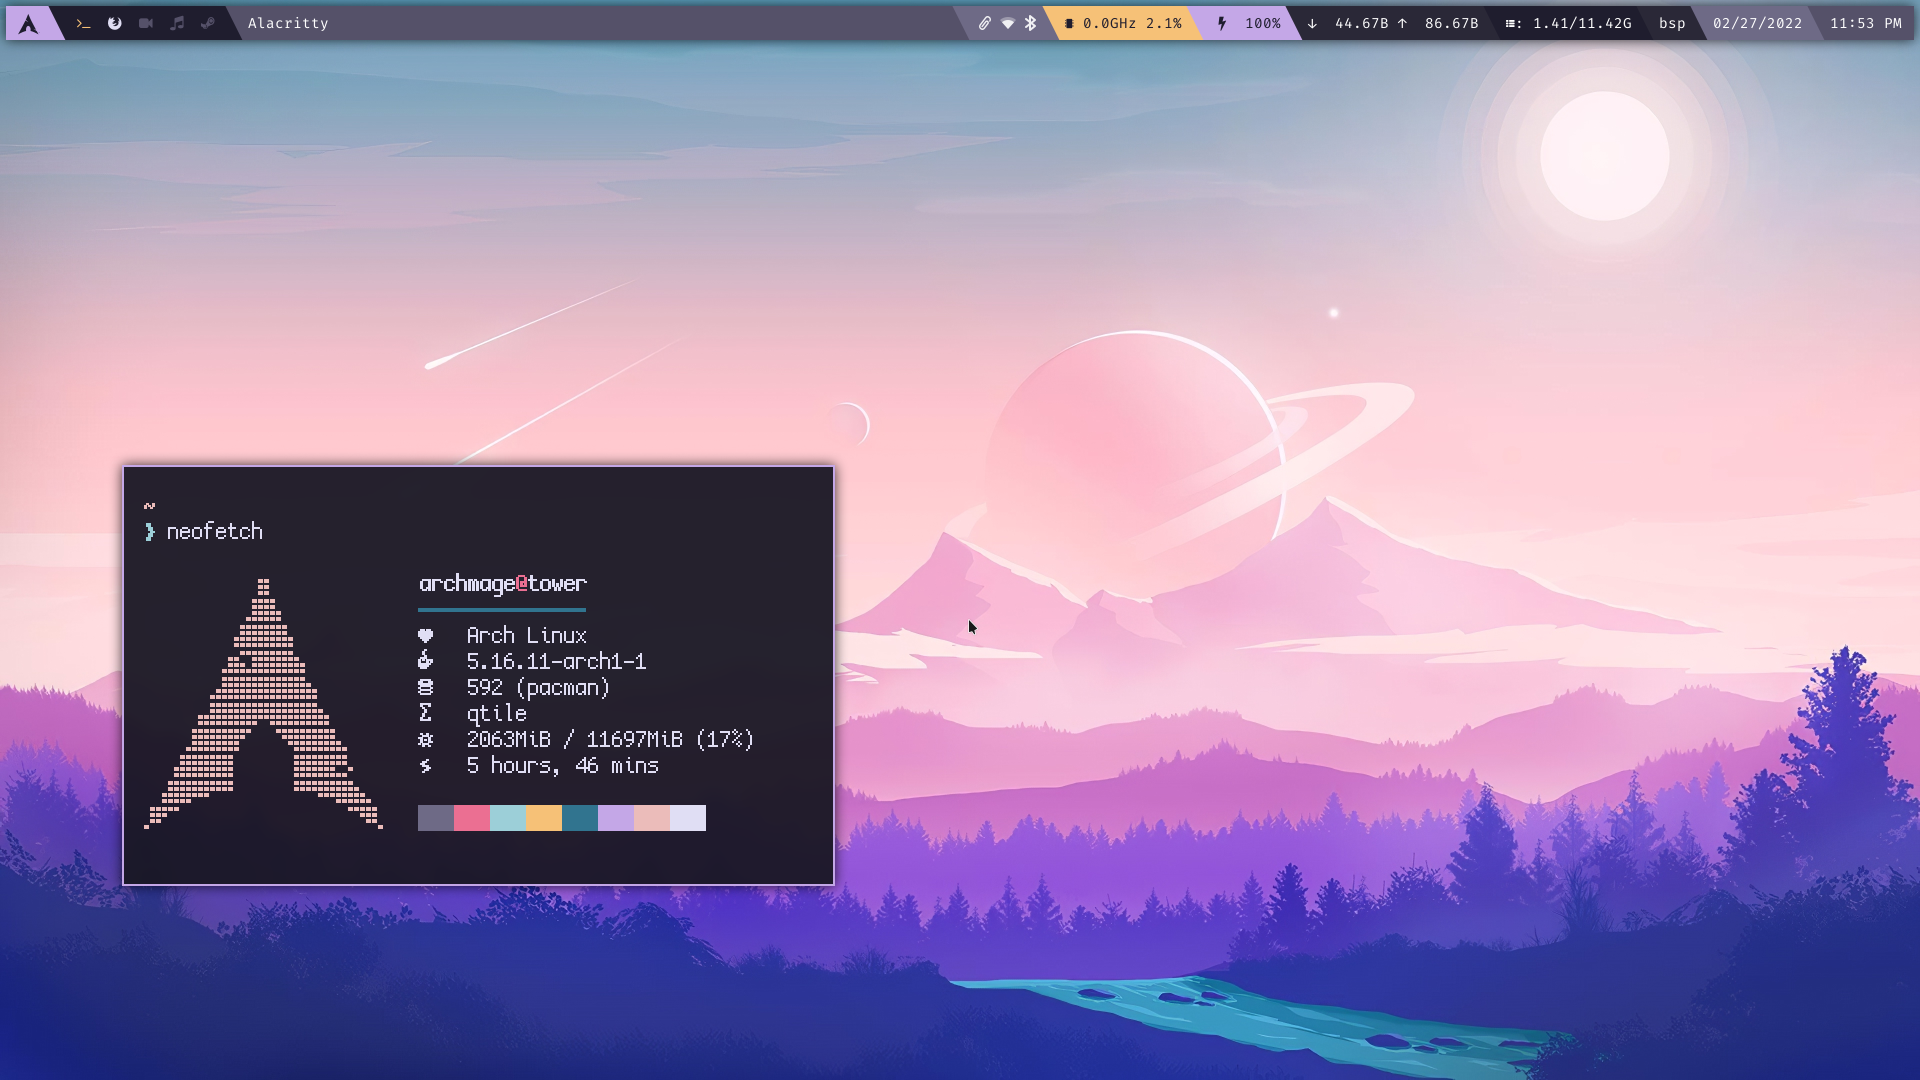 >_ Alacritty 0.0GHz 2.1% 100% ↓ 44.67B ↑ 86.67B : 1.41/11.42G bsp 02/27/2022 11:53 PM
~
❯ neofetch
archmage@tower
Arch Linux
5.16.11-arch1-1
592 (pacman)
Σ qtile
2063MiB / 11697MiB (17%)
5 hours, 46 mins